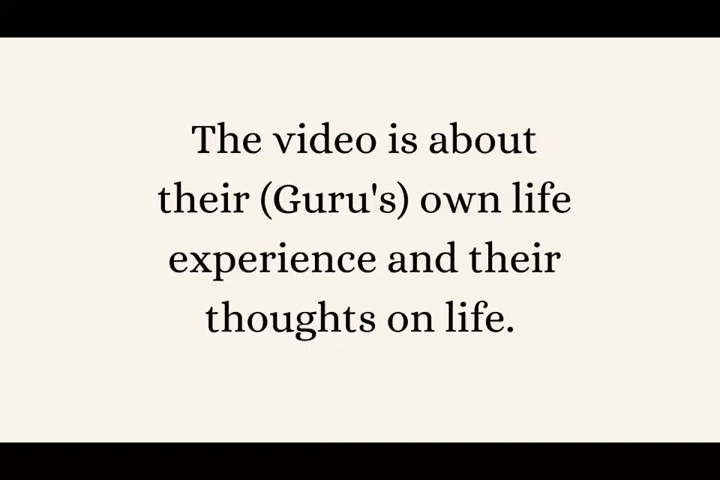 The video is about
their (Guru's) own life
experience and their
thoughts on life.